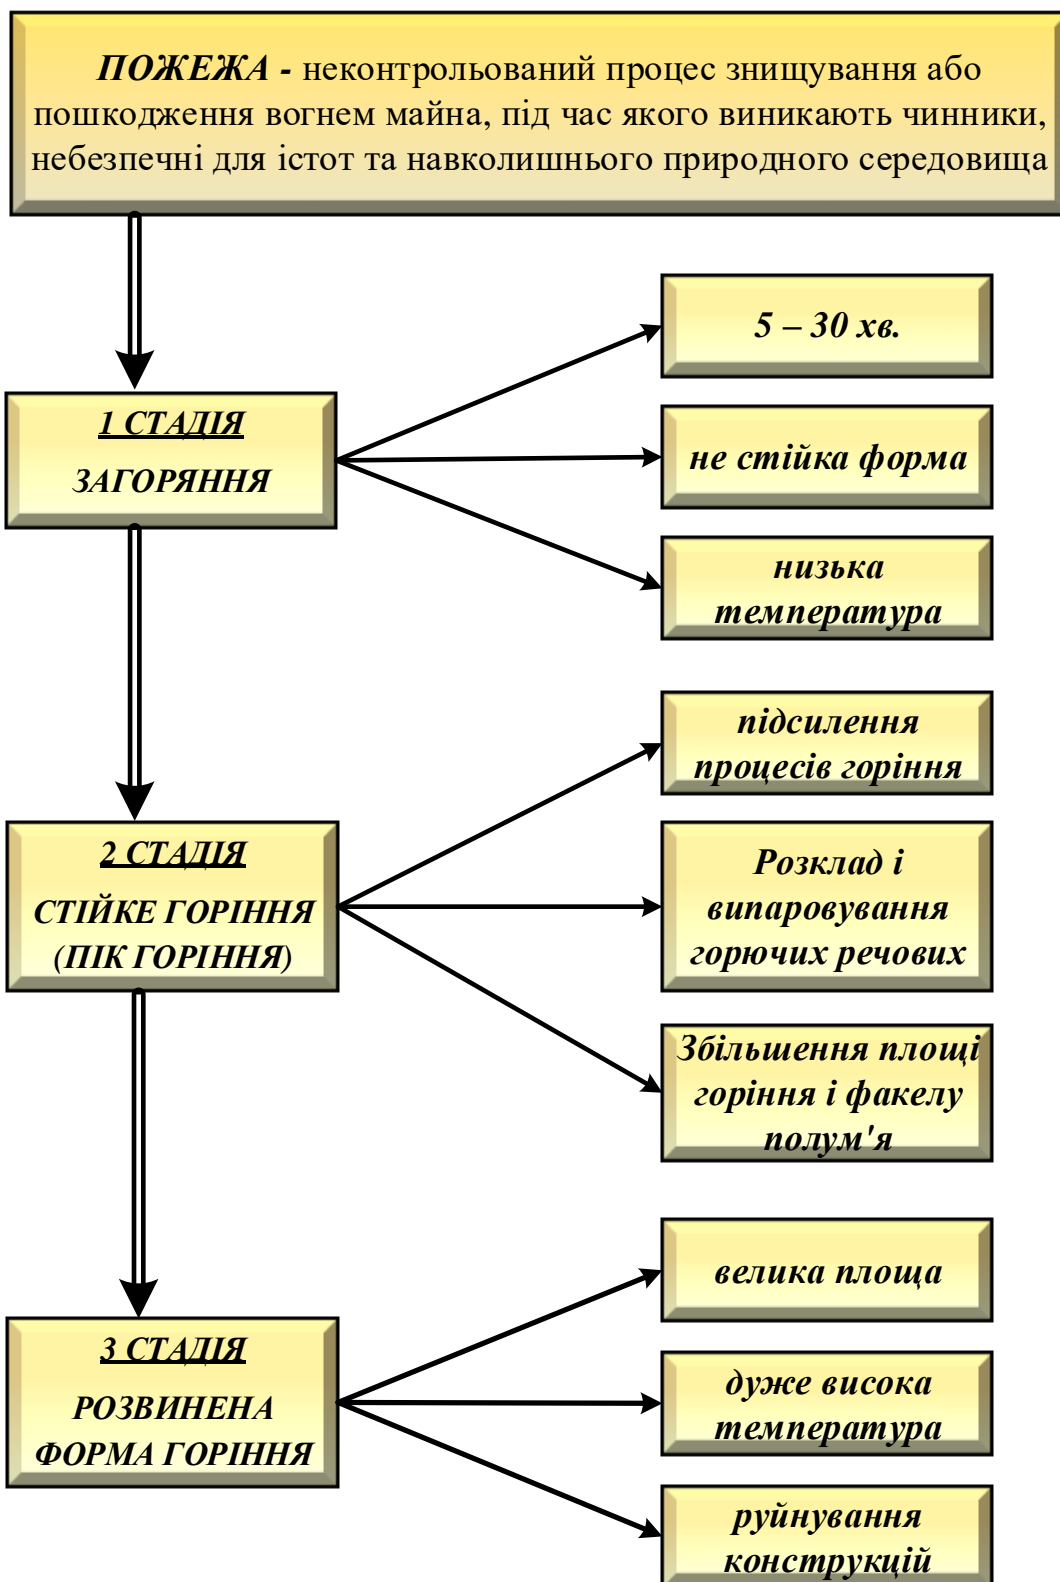 ПОЖЕЖА - неконтрольований процес знищування або
пошкодження вогнем майна, під час якого виникають чинники,
небезпечні для істот та навколишнього природного середовища
1 СТАДІЯ
ЗАГОРЯННЯ
5 – 30 хв.
не стійка форма
низька
температура
2 СТАДІЯ
СТІЙКЕ ГОРІННЯ
(ПІК ГОРІННЯ)
підсилення
процесів горіння
Розклад і
випаровування
горючих речових
Збільшення площі
горіння і факелу
полум'я
3 СТАДІЯ
РОЗВИНЕНА
ФОРМА ГОРІННЯ
велика площа
дуже висока
температура
руйнування
конструкцій